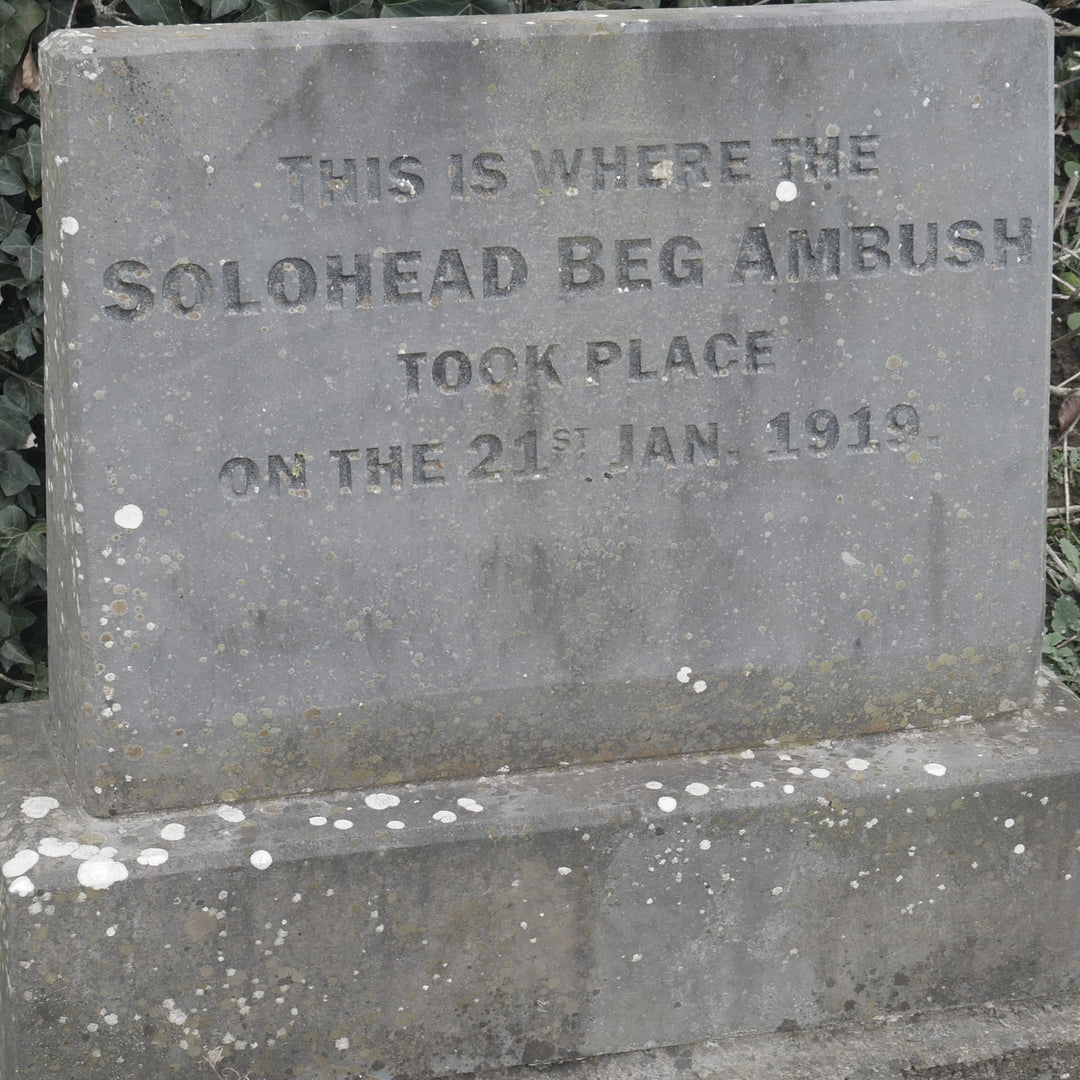 THIS IS WHERE THE
SOLOHEAD BEG AMBUSH
TOOK PLACE
ON THE 21ST JAN. 1919.